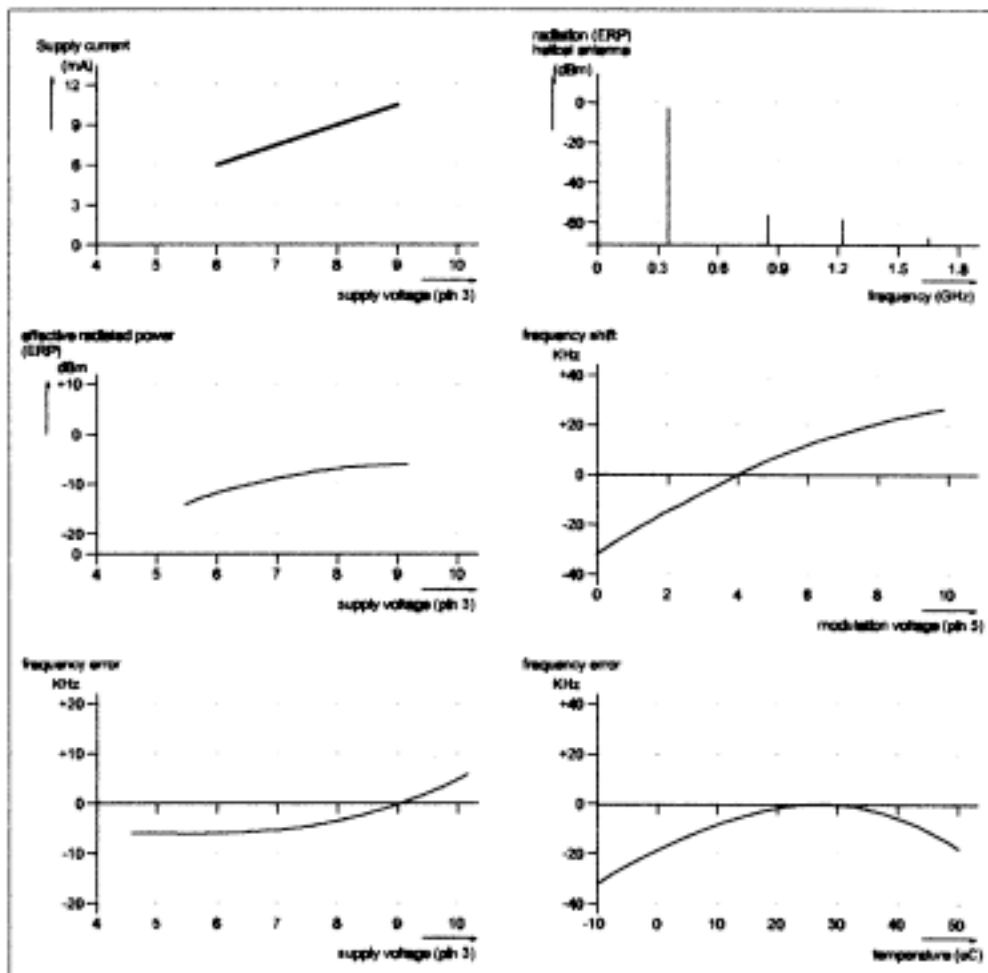 Supply current
(mA)
12
9
6
3
0
4 5 6 7 8 9 10
supply voltage (pin 3)
radiation (ERP)
helical antenna
(dBm)
0
-20
-40
-60
0 0.3 0.6 0.9 1.2 1.5 1.8
frequency (GHz)
effective radiated power
(ERP)
dBm
+10
0
-10
-20
0
4 5 6 7 8 9 10
supply voltage (pin 3)
frequency shift
KHz
+40
+20
0
-20
-40
0 2 4 6 8 10
modulation voltage (pin 5)
frequency error
KHz
+20
+10
0
-10
-20
4 5 6 7 8 9 10
supply voltage (pin 3)
frequency error
KHz
+40
+20
0
-20
-40
-10 0 10 20 30 40 50
temperature (oC)